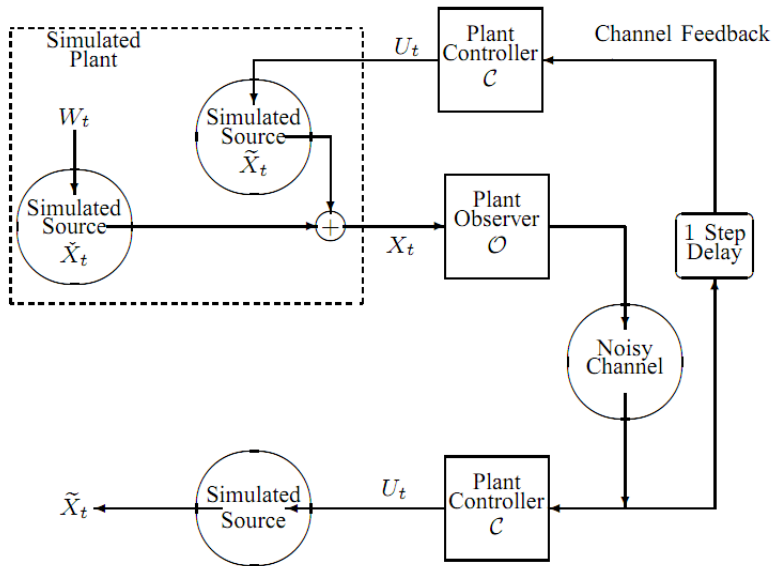 Simulated
Plant
U_t
Plant
Controller
𝒞
Channel Feedback
W_t
Simulated
Source
X̃_t
Simulated
Source
X̌_t
+
X_t
Plant
Observer
𝒪
1 Step
Delay
Noisy
Channel
X̃_t
Simulated
Source
U_t
Plant
Controller
𝒞